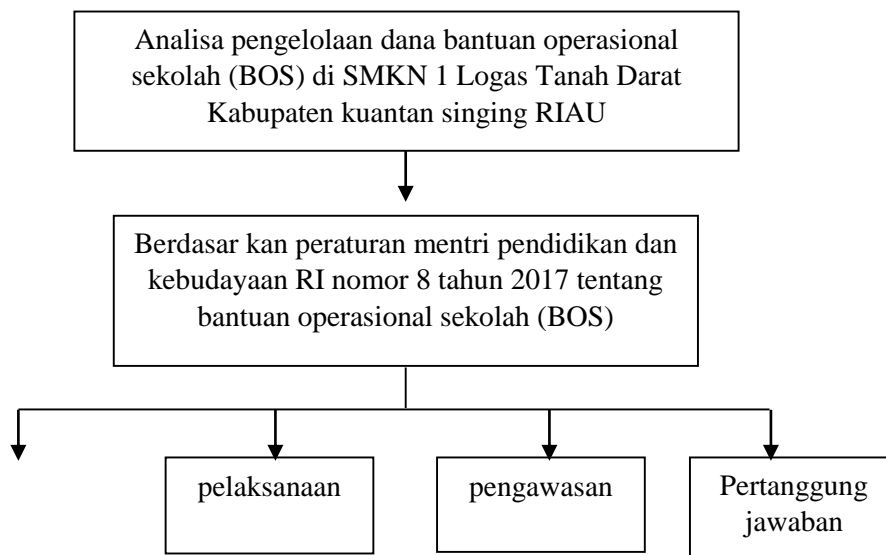 Analisa pengelolaan dana bantuan operasional
sekolah (BOS) di SMKN 1 Logas Tanah Darat
Kabupaten kuantan singing RIAU
Berdasar kan peraturan mentri pendidikan dan
kebudayaan RI nomor 8 tahun 2017 tentang
bantuan operasional sekolah (BOS)
pelaksanaan
pengawasan
Pertanggung
jawaban